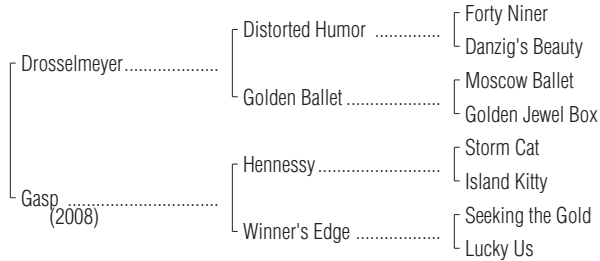 Forty Niner
Distorted Humor ..............
Danzig's Beauty
Drosselmeyer....................
Moscow Ballet
Golden Ballet ....................
Golden Jewel Box
Storm Cat
Hennessy..........................
Island Kitty
Gasp ................................
(2008)
Seeking the Gold
Winner's Edge ..................
Lucky Us